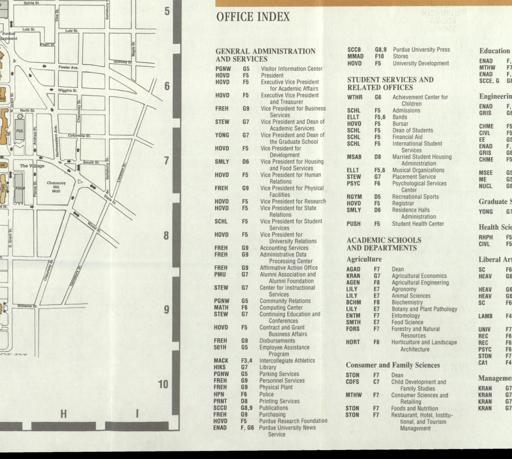 OFFICE INDEX
GENERAL ADMINISTRATION
AND SERVICES
PGNW G5 Visitor Information Center
HOVD F5 President
HOVD F5 Executive Vice President
for Academic Affairs
HOVD F5 Executive Vice President
and Treasurer
FREH G9 Vice President for Business
Services
STEW G7 Vice President and Dean of
Academic Services
YONG G7 Vice President and Dean of
the Graduate School
HOVD F5 Vice President for
Development
SMLY D6 Vice President for Housing
and Food Services
HOVD F5 Vice President for Human
Relations
FREH G9 Vice President for Physical
Facilities
HOVD F5 Vice President for Research
HOVD F5 Vice President for State
Relations
SCHL F5 Vice President for Student
Services
HOVD F5 Vice President for
University Relations
FREH G9 Accounting Services
FREH G9 Administrative Data
Processing Center
FREH G9 Affirmative Action Office
PMU G7 Alumni Association and
Alumni Foundation
STEW G7 Center for Instructional
Services
PGNW G5 Community Relations
MATH F6 Computing Center
STEW G7 Continuing Education and
Conferences
HOVD F5 Contract and Grant
Business Affairs
FREH G9 Disbursements
G5 Employee Assistance
Program
MACK F3,4 Intercollegiate Athletics
HIKS G7 Library
PGNW G5 Parking Services
FREH G9 Personnel Services
FREH G9 Physical Plant
HPN F6 Police
PRNT D8 Printing Services
SCCB G8,9 Publications
FREH G9 Purchasing
HOVD F5 Purdue Research Foundation
ENAD F, G6 Purdue University News
Service
SCCB G8,9 Purdue University Press
MMAD F10 Stores
HOVD F5 University Development
STUDENT SERVICES AND
RELATED OFFICES
WTHR G6 Achievement Center for
Children
SCHL F5 Admissions
ELLT F5,6 Bands
HOVD F5 Bursar
SCHL F5 Dean of Students
SCHL F5 Financial Aid
SCHL F5 International Student
Services
MSAB D8 Married Student Housing
Administration
ELLT F5,6 Musical Organizations
STEW G7 Placement Service
PSYC F6 Psychological Services
Center
RGYM D5 Recreational Sports
HOVD F5 Registrar
SMLY D6 Residence Halls
Administration
PUSH F5 Student Health Center
ACADEMIC SCHOOLS
AND DEPARTMENTS
Agriculture
AGAD F7 Dean
KRAN G7 Agricultural Economics
AGEN F8 Agricultural Engineering
LILY E7 Agronomy
LILY E7 Animal Sciences
BCHM F8 Biochemistry
LILY E7 Botany and Plant Pathology
ENTM F7 Entomology
SMTH E7 Food Science
FORS F7 Forestry and Natural
Resources
HORT F8 Horticulture and Landscape
Architecture
Consumer and Family Sciences
STON F7 Dean
CDFS C7 Child Development and
Family Studies
MTHW F7 Consumer Sciences and
Retailing
STON F7 Foods and Nutrition
STON F7 Restaurant, Hotel, Institu-
tional, and Tourism
Management
Education
ENAD F,
MTHW F7
ENAD F,
SCCE, G
Engineeri
ENAD F,
GRIS G8
CHME F5
CIVL F5
EE G5
ENAD F,
GRIS G8
CHME F5
MSEE G5
ME G5
NUCL G6
Graduate S
YONG G7
Health Scie
RHPH F5
CIVL F5
Liberal Art
SC F6
HEAV G6
HEAV G6
SC F6
LAMB F4
UNIV F7
REC F6
REC F6
PSYC F6
STON F7
CA1 F4
Manageme
KRAN G7
KRAN G7
KRAN G7
5
6
7
8
9
10
H I
The Village